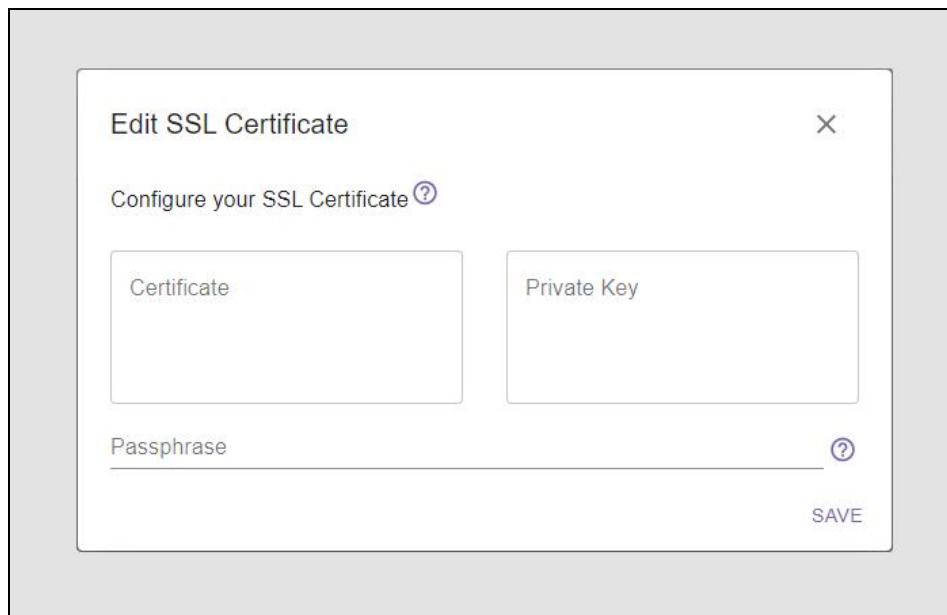 Edit SSL Certificate
Configure your SSL Certificate
Certificate
Private Key
Passphrase
SAVE